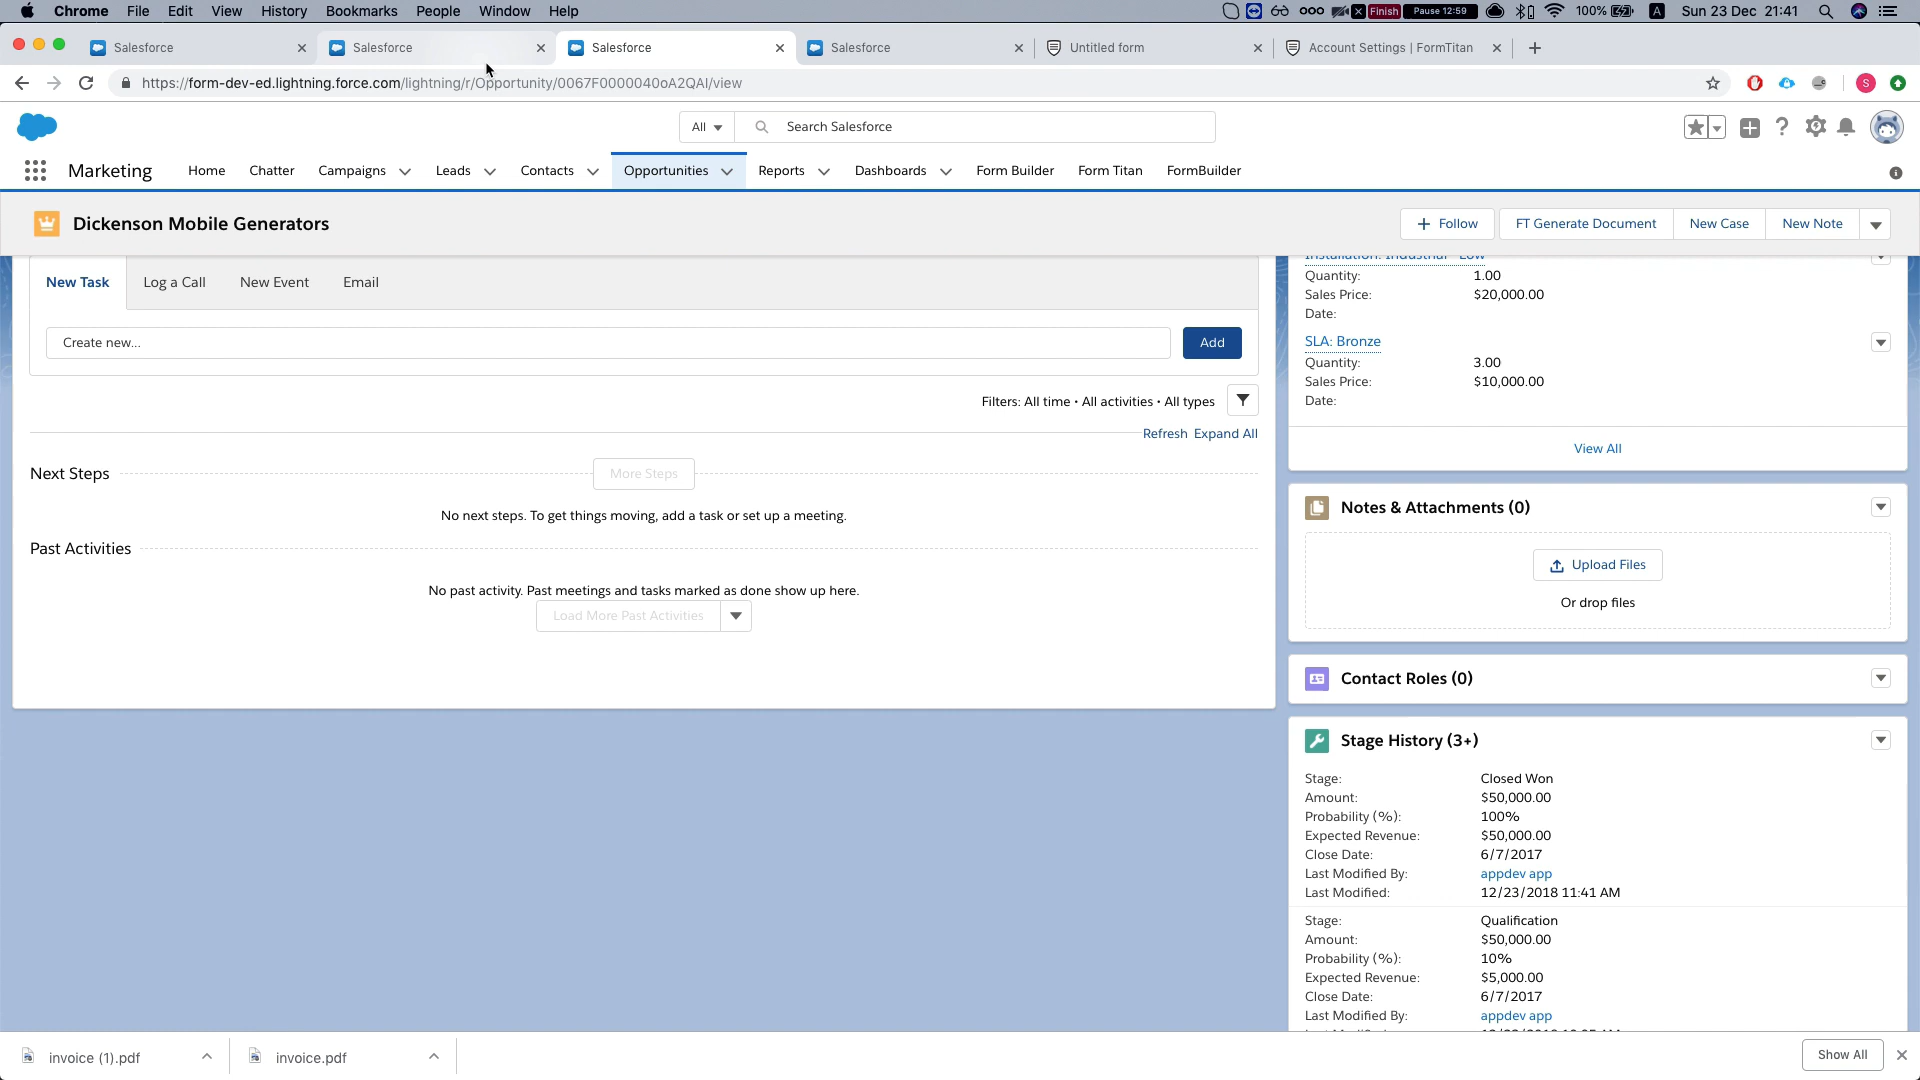 Chrome File Edit View History Bookmarks People Window Help Finish Pause 12:59 100% A Sun 23 Dec 21:41
Salesforce Salesforce Salesforce Salesforce Untitled form Account Settings | FormTitan
https://form-dev-ed.lightning.force.com/lightning/r/Opportunity/0067F0000040oA2QAI/view S
All Search Salesforce
Marketing Home Chatter Campaigns Leads Contacts Opportunities Reports Dashboards Form Builder Form Titan FormBuilder
Dickenson Mobile Generators Follow FT Generate Document New Case New Note
New Task Log a Call New Event Email
Create new... Add
Filters: All time • All activities • All types
Refresh Expand All
Next Steps More Steps
No next steps. To get things moving, add a task or set up a meeting.
Past Activities
No past activity. Past meetings and tasks marked as done show up here.
Load More Past Activities
Installation: Industrial - Low
Quantity: 1.00
Sales Price: $20,000.00
Date:
SLA: Bronze
Quantity: 3.00
Sales Price: $10,000.00
Date:
View All
Notes & Attachments (0)
Upload Files
Or drop files
Contact Roles (0)
Stage History (3+)
Stage: Closed Won
Amount: $50,000.00
Probability (%): 100%
Expected Revenue: $50,000.00
Close Date: 6/7/2017
Last Modified By: appdev app
Last Modified: 12/23/2018 11:41 AM
Stage: Qualification
Amount: $50,000.00
Probability (%): 10%
Expected Revenue: $5,000.00
Close Date: 6/7/2017
Last Modified By: appdev app
invoice (1).pdf invoice.pdf Show All